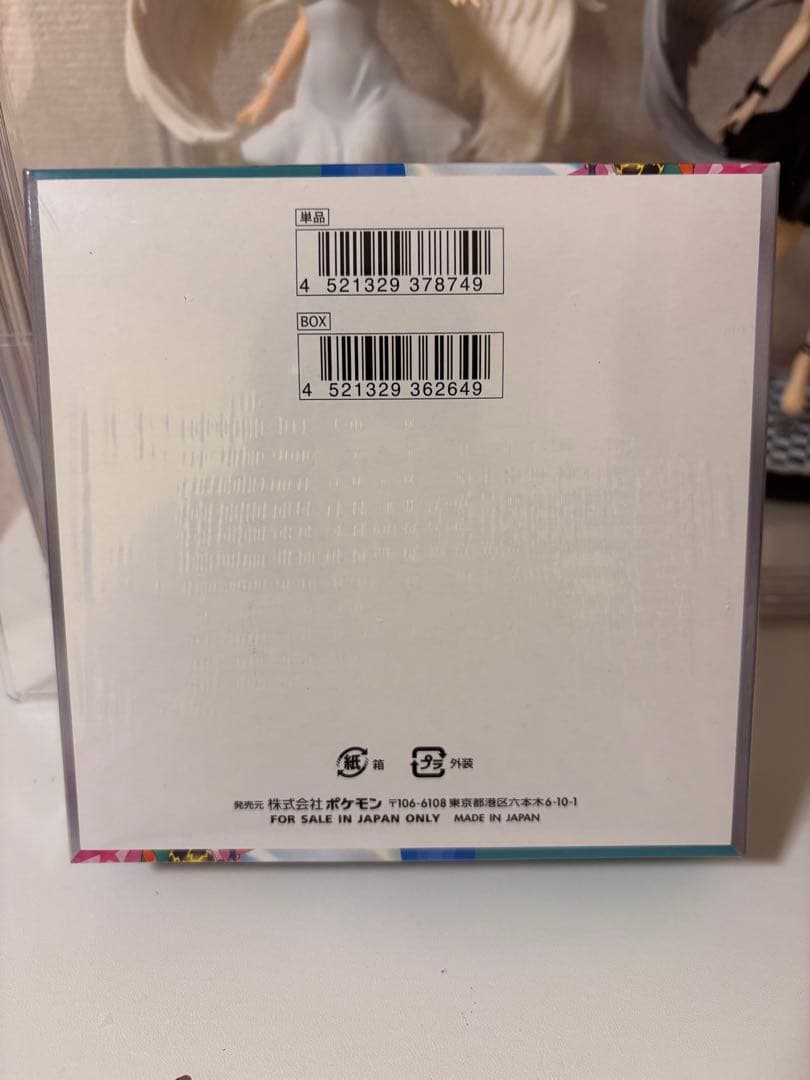 単品
4 521329 378749
BOX
4 521329 362649
紙 箱 プラ 外装
発売元 株式会社ポケモン 〒106-6108 東京都港区六本木6-10-1
FOR SALE IN JAPAN ONLY MADE IN JAPAN